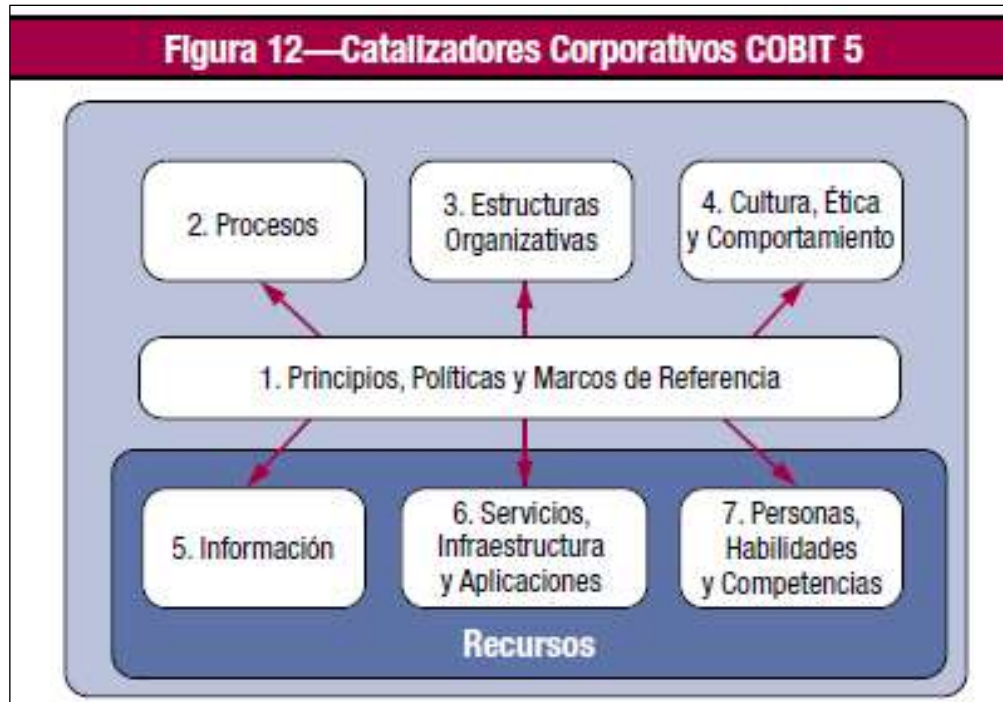 Figura 12—Catalizadores Corporativos COBIT 5
2. Procesos
3. Estructuras
Organizativas
4. Cultura, Ética
y Comportamiento
1. Principios, Políticas y Marcos de Referencia
5. Información
6. Servicios,
Infraestructura
y Aplicaciones
7. Personas,
Habilidades
y Competencias
Recursos